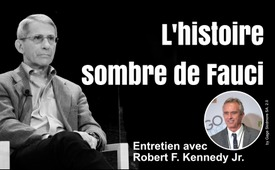 L'histoire
sombre de Fauci
Entretien avec
Robert F. Kennedy Jr.